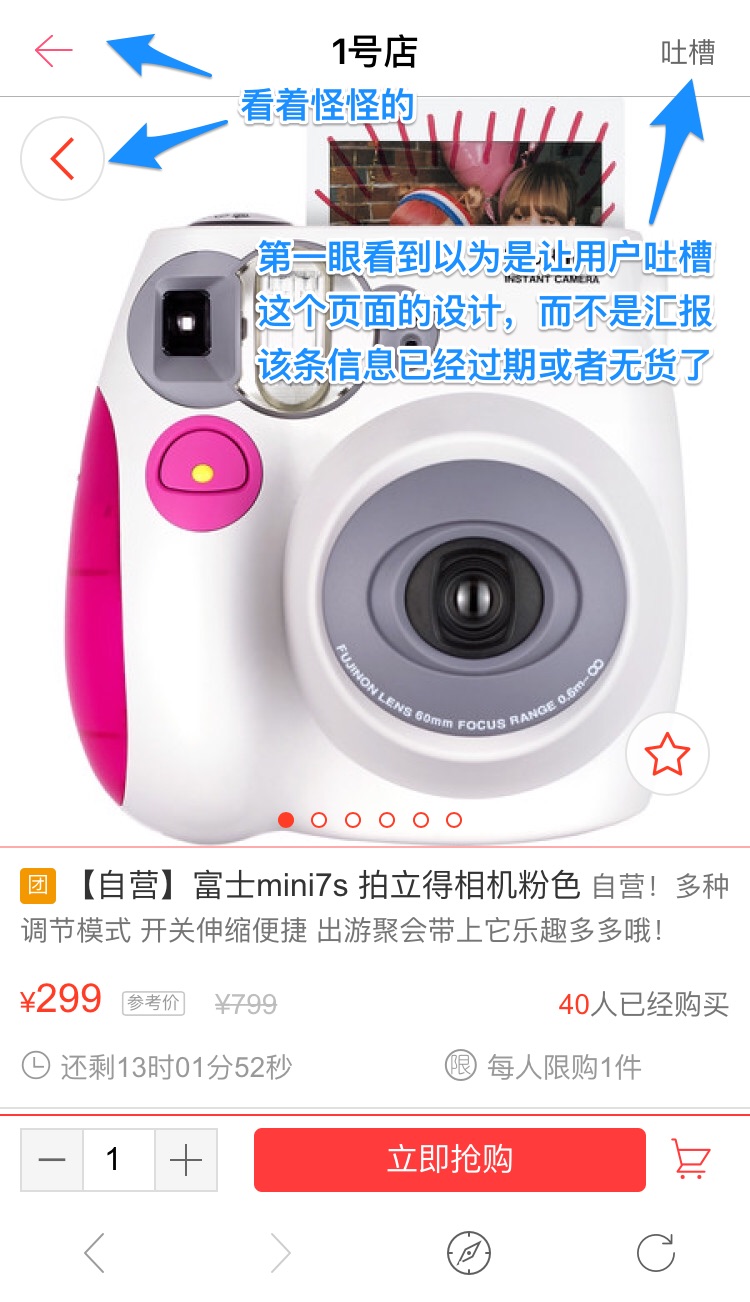 1号店
吐槽
看着怪怪的
第一眼看到以为是让用户吐槽
这个页面的设计，而不是汇报
该条信息已经过期或者无货了
INSTANT CAMERA
FUJINON LENS 60mm FOCUS RANGE 0.6m-∞
团 【自营】富士mini7s 拍立得相机粉色 自营！多种
调节模式 开关伸缩便捷 出游聚会带上它乐趣多多哦！
¥299 参考价 ¥799 40人已经购买
还剩13时01分52秒 限 每人限购1件
1 立即抢购